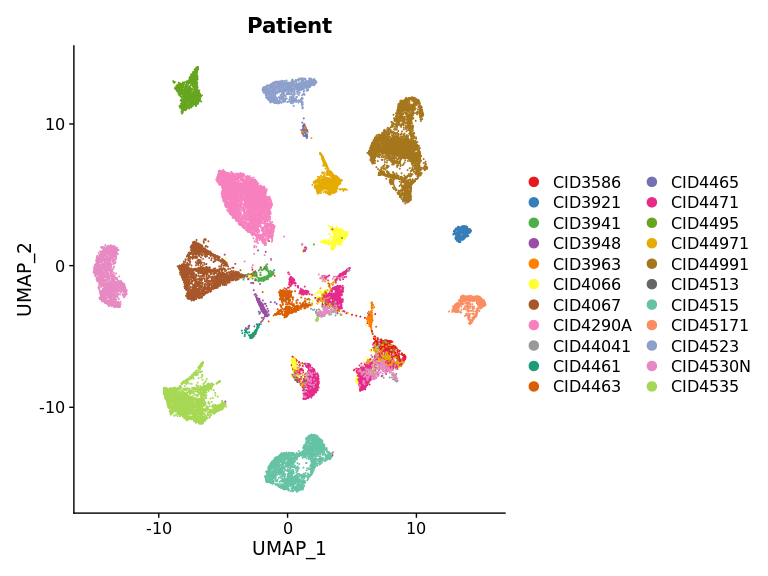 Patient
10
0
-10
UMAP_2
-10
0
10
UMAP_1
CID3586
CID3921
CID3941
CID3948
CID3963
CID4066
CID4067
CID4290A
CID44041
CID4461
CID4463
CID4465
CID4471
CID4495
CID44971
CID44991
CID4513
CID4515
CID45171
CID4523
CID4530N
CID4535